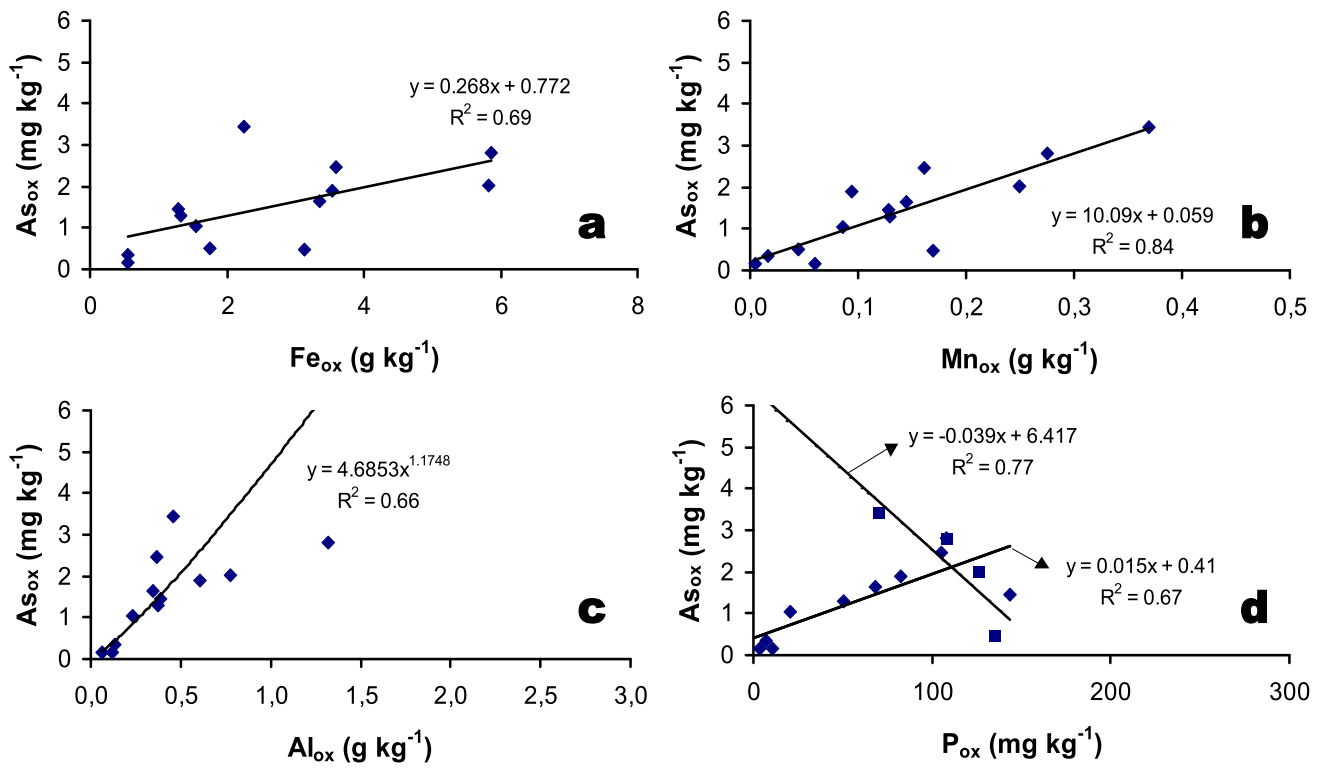 6
5
4
3
2
1
0
As_ox (mg kg⁻¹)
y = 0.268x + 0.772
R² = 0.69
a
0 2 4 6 8
Fe_ox (g kg⁻¹)
6
5
4
3
2
1
0
As_ox (mg kg⁻¹)
y = 10.09x + 0.059
R² = 0.84
b
0,0 0,1 0,2 0,3 0,4 0,5
Mn_ox (g kg⁻¹)
6
5
4
3
2
1
0
As_ox (mg kg⁻¹)
y = 4.6853x^1.1748
R² = 0.66
c
0,0 0,5 1,0 1,5 2,0 2,5 3,0
Al_ox (g kg⁻¹)
6
5
4
3
2
1
0
As_ox (mg kg⁻¹)
y = -0.039x + 6.417
R² = 0.77
y = 0.015x + 0.41
R² = 0.67
d
0 100 200 300
P_ox (mg kg⁻¹)